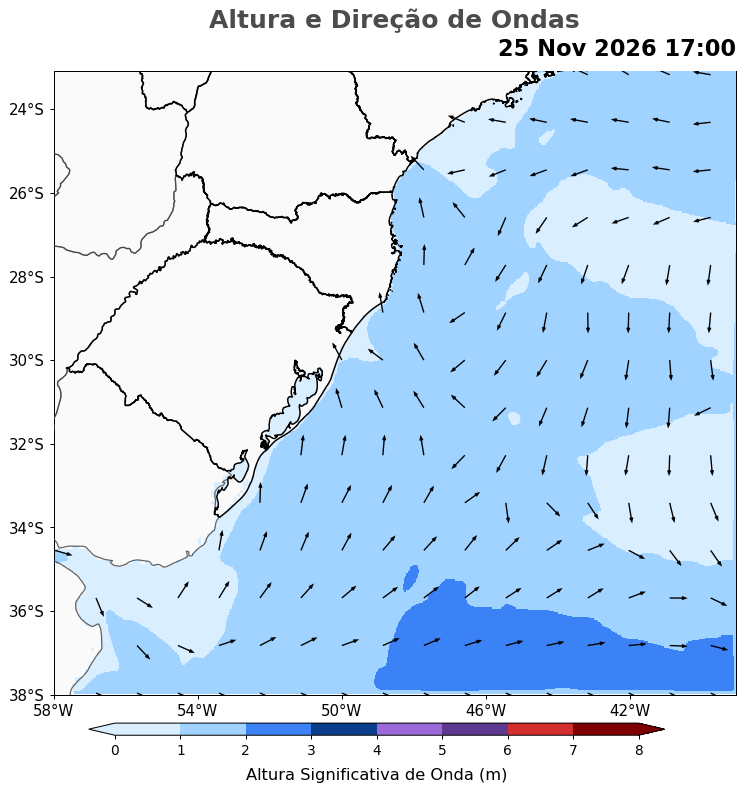 Altura e Direção de Ondas
25 Nov 2026 17:00
24°S
26°S
28°S
30°S
32°S
34°S
36°S
38°S
58°W 54°W 50°W 46°W 42°W
0 1 2 3 4 5 6 7 8
Altura Significativa de Onda (m)